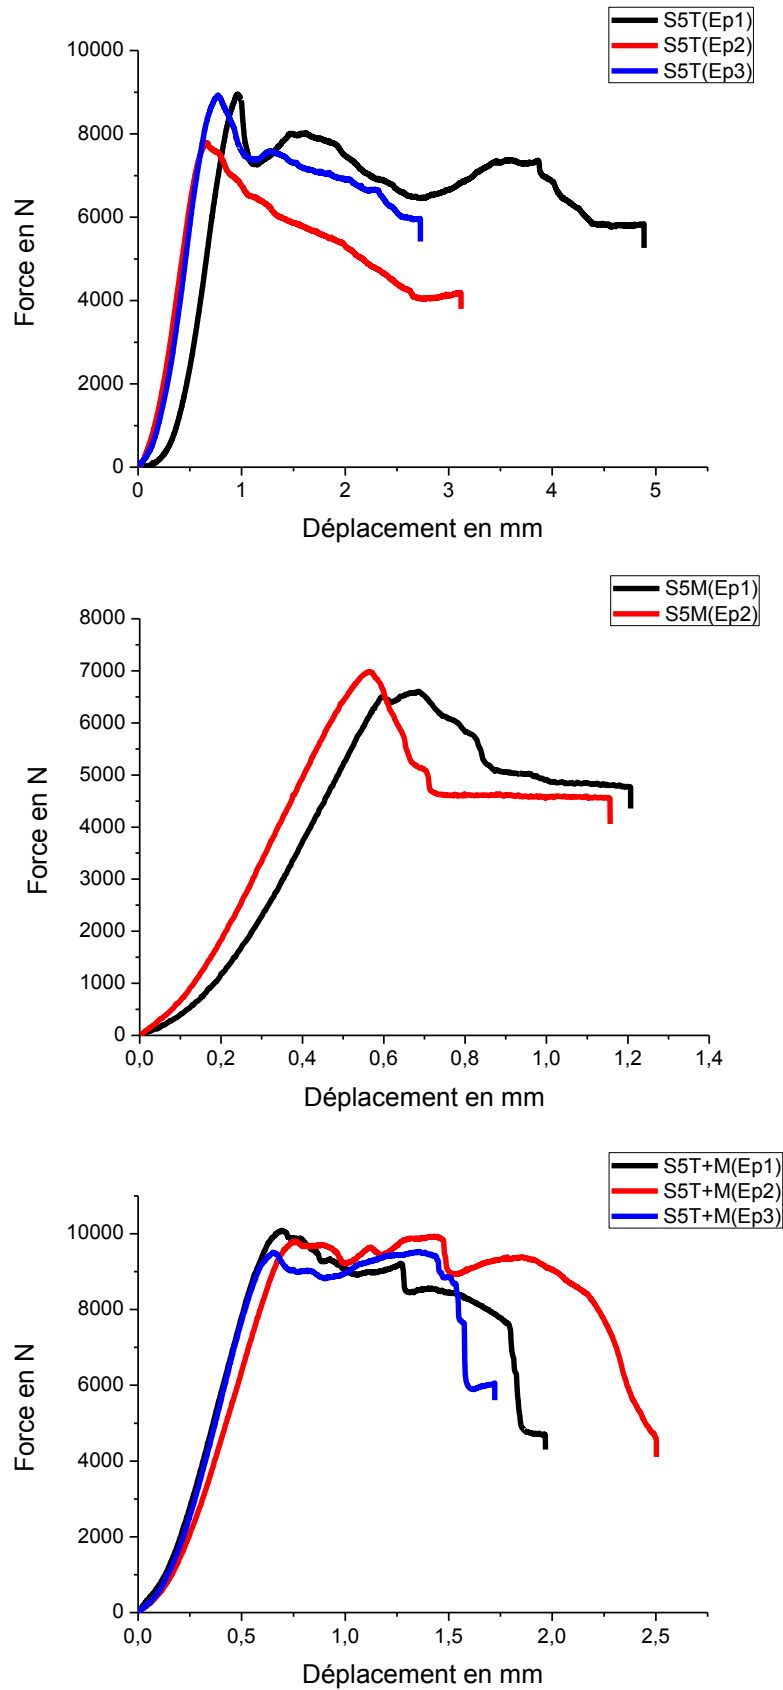 S5T(Ep1)
S5T(Ep2)
S5T(Ep3)
10000
8000
6000
4000
2000
0
Force en N
0 1 2 3 4 5
Déplacement en mm
S5M(Ep1)
S5M(Ep2)
8000
7000
6000
5000
4000
3000
2000
1000
0
Force en N
0,0 0,2 0,4 0,6 0,8 1,0 1,2 1,4
Déplacement en mm
S5T+M(Ep1)
S5T+M(Ep2)
S5T+M(Ep3)
10000
8000
6000
4000
2000
0
Force en N
0,0 0,5 1,0 1,5 2,0 2,5
Déplacement en mm